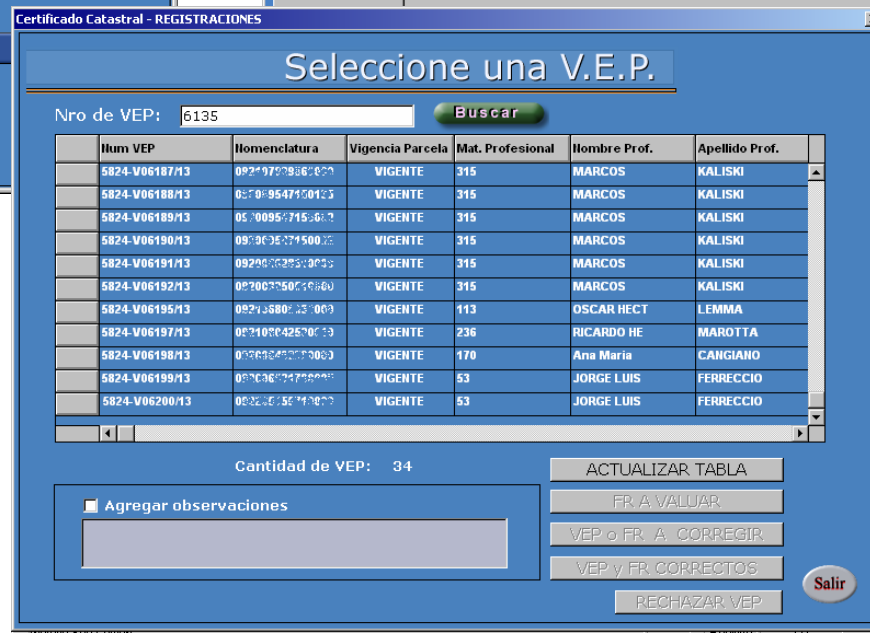 Certificado Catastral - REGISTRACIONES
Seleccione una V.E.P.
Nro de VEP: 6135 Buscar
Num VEP Nomenclatura Vigencia Parcela Mat. Profesional Nombre Prof. Apellido Prof.
5824-V06187/13 VIGENTE 315 MARCOS KALISKI
5824-V06188/13 VIGENTE 315 MARCOS KALISKI
5824-V06189/13 VIGENTE 315 MARCOS KALISKI
5824-V06190/13 VIGENTE 315 MARCOS KALISKI
5824-V06191/13 VIGENTE 315 MARCOS KALISKI
5824-V06192/13 VIGENTE 315 MARCOS KALISKI
5824-V06195/13 VIGENTE 113 OSCAR HECT LEMMA
5824-V06197/13 VIGENTE 236 RICARDO HE MAROTTA
5824-V06198/13 VIGENTE 170 Ana Maria CANGIANO
5824-V06199/13 VIGENTE 53 JORGE LUIS FERRECCIO
5824-V06200/13 VIGENTE 53 JORGE LUIS FERRECCIO
Cantidad de VEP: 34
ACTUALIZAR TABLA
Agregar observaciones
FR A VALUAR
VEP o FR A CORREGIR
VEP y FR CORRECTOS
RECHAZAR VEP
Salir